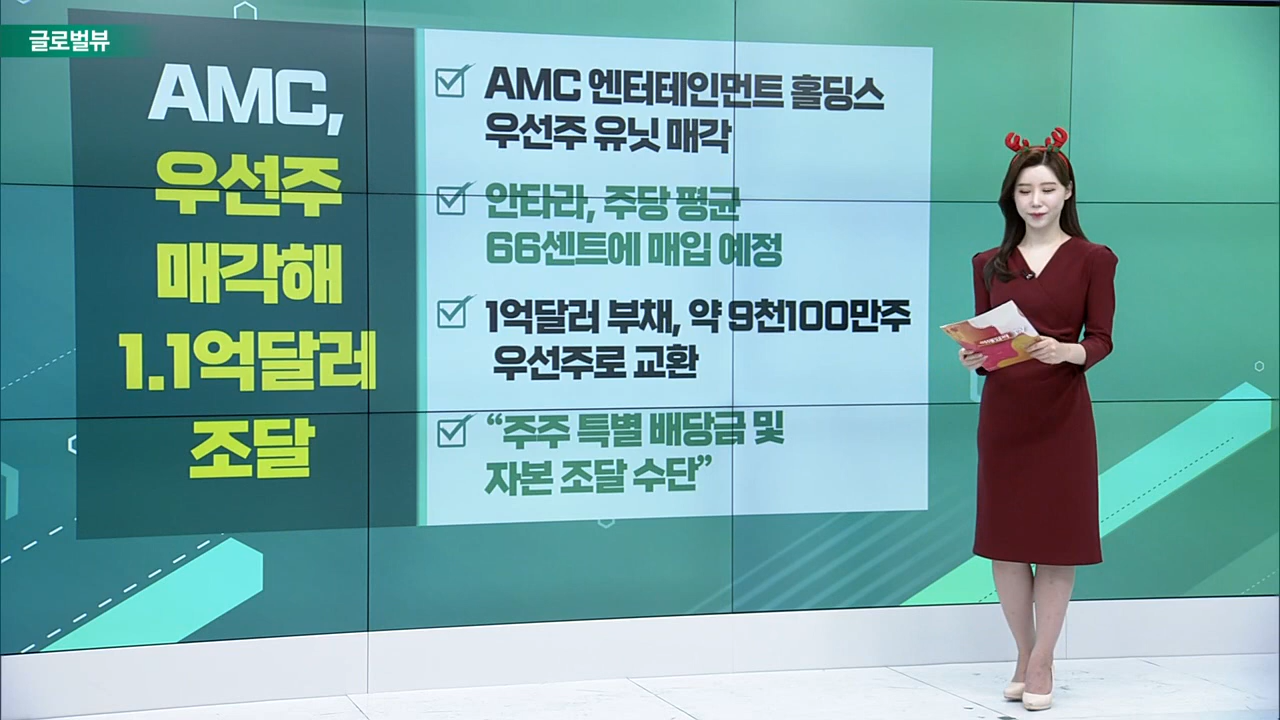 글로벌뷰
AMC,
우선주
매각해
1.1억달러
조달
AMC 엔터테인먼트 홀딩스
우선주 유닛 매각
안타라, 주당 평균
66센트에 매입 예정
1억달러 부채, 약 9천100만주
우선주로 교환
“주주 특별 배당금 및
자본 조달 수단”